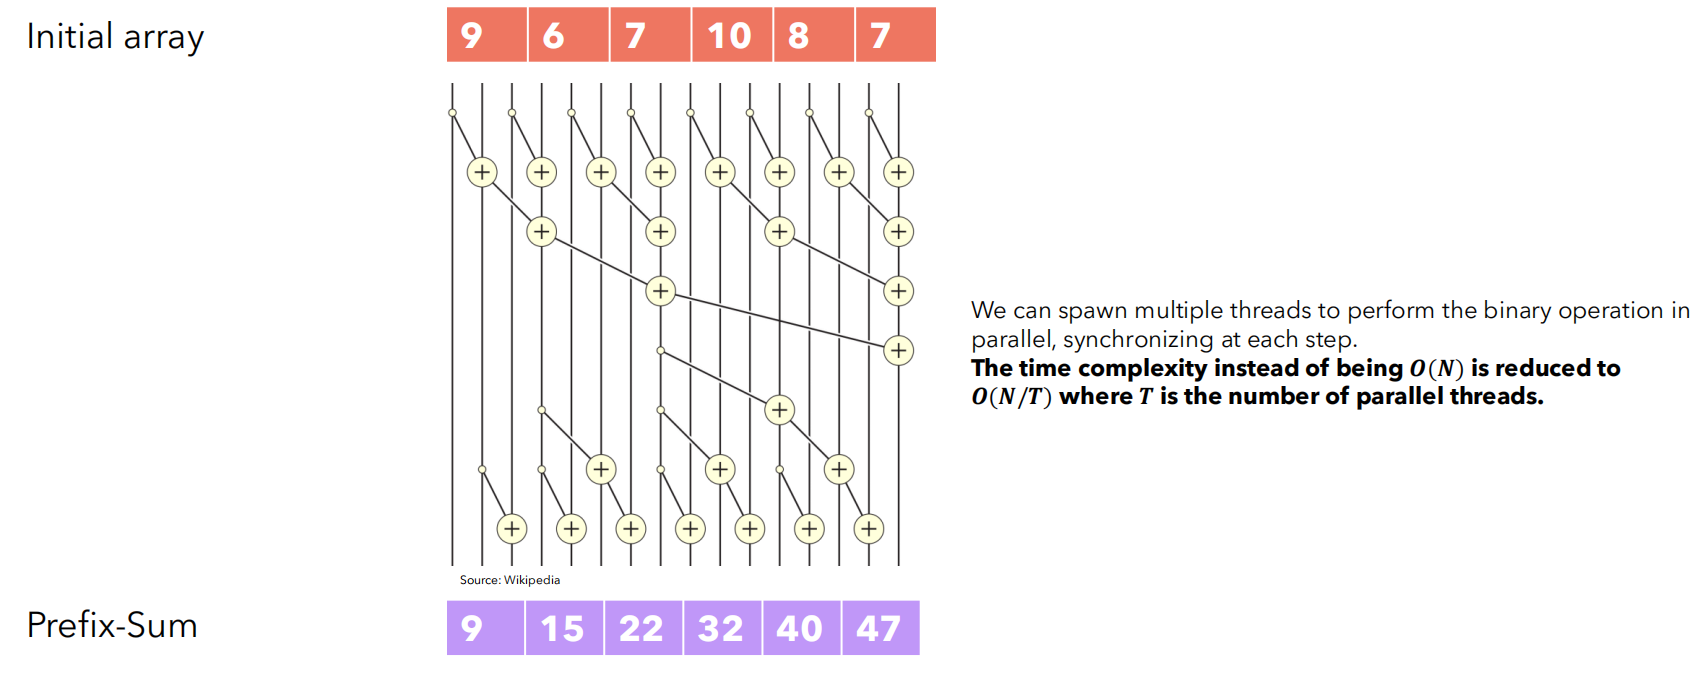 Initial array
9 6 7 10 8 7
+ + + + + + + +
+ + + +
+ +
+
+
+ + +
+ + + + + + +
We can spawn multiple threads to perform the binary operation in
parallel, synchronizing at each step.
The time complexity instead of being O(N) is reduced to
O(N/T) where T is the number of parallel threads.
Source: Wikipedia
Prefix-Sum
9 15 22 32 40 47